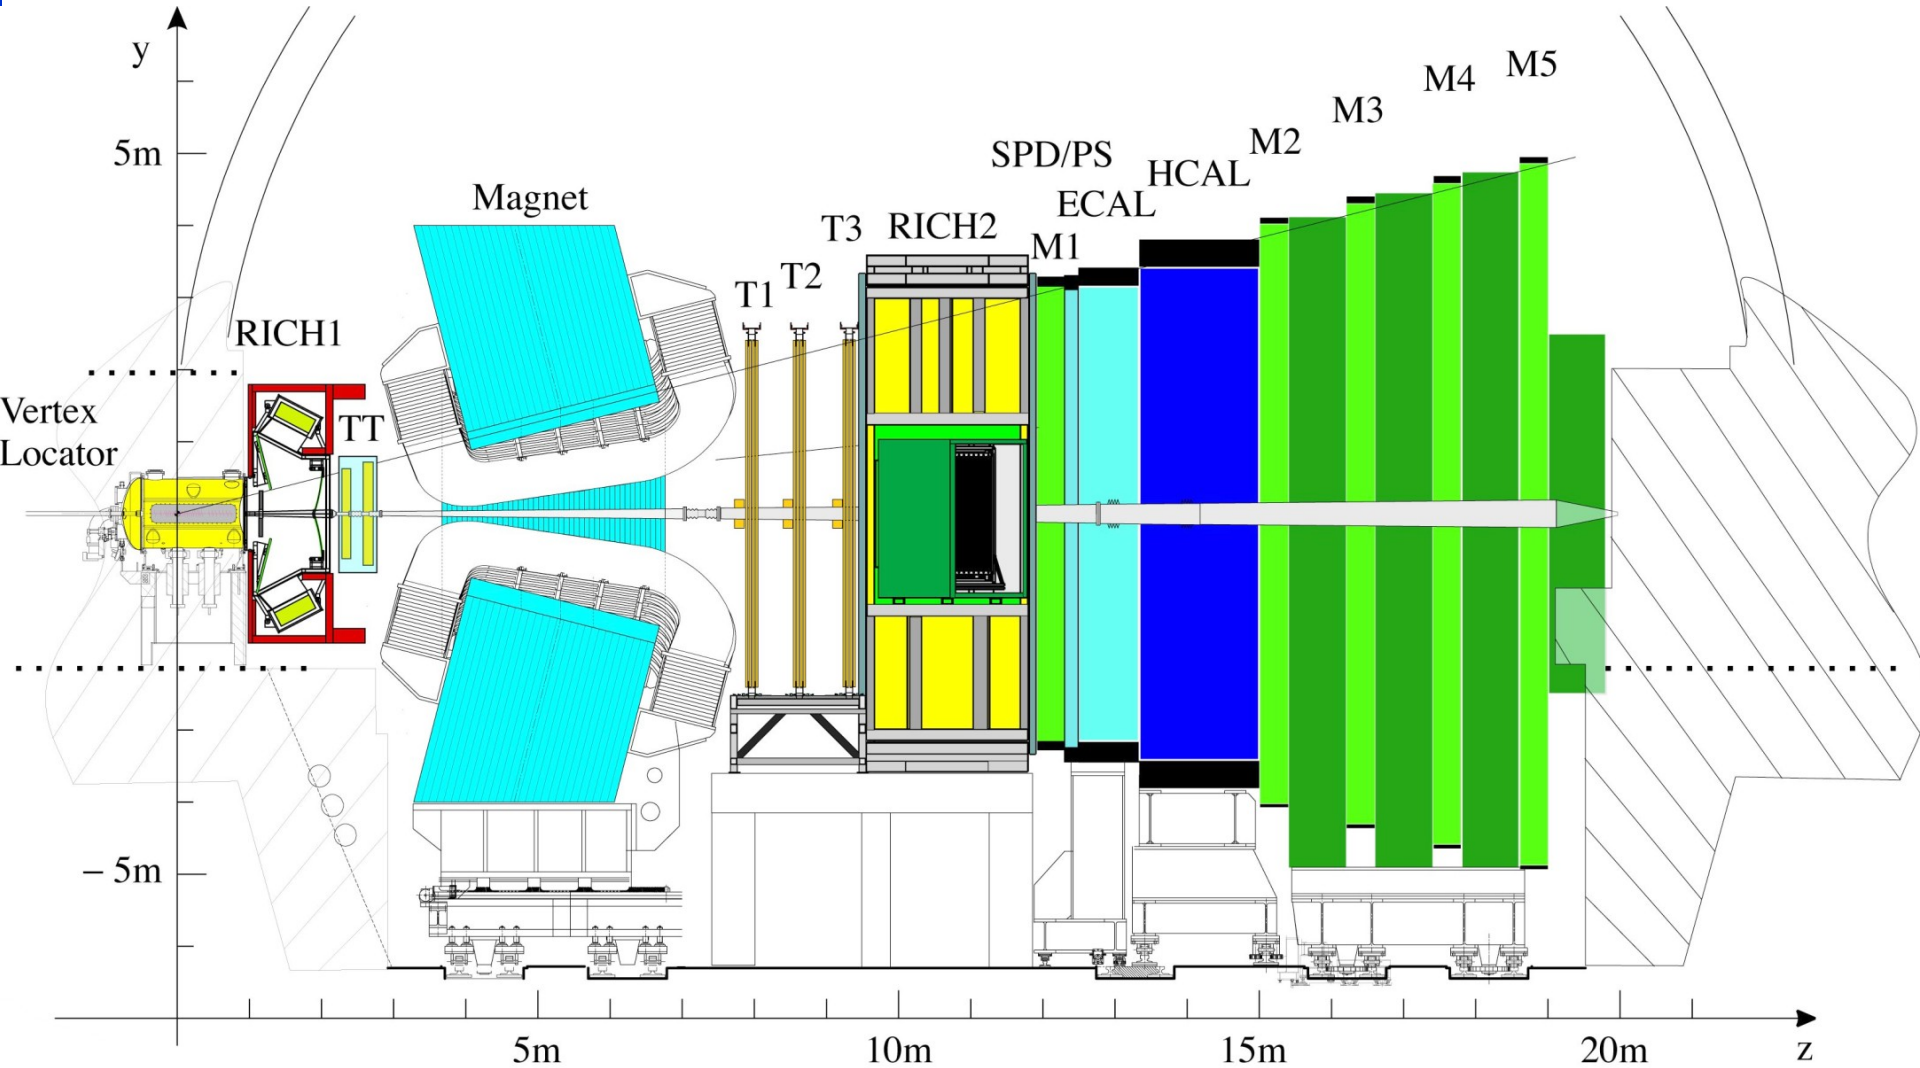 y
M5
M4
M3
M2
5m
SPD/PS
HCAL
Magnet
ECAL
T3
RICH2
M1
T2
T1
RICH1
Vertex
Locator
TT
− 5m
5m
10m
15m
20m
z